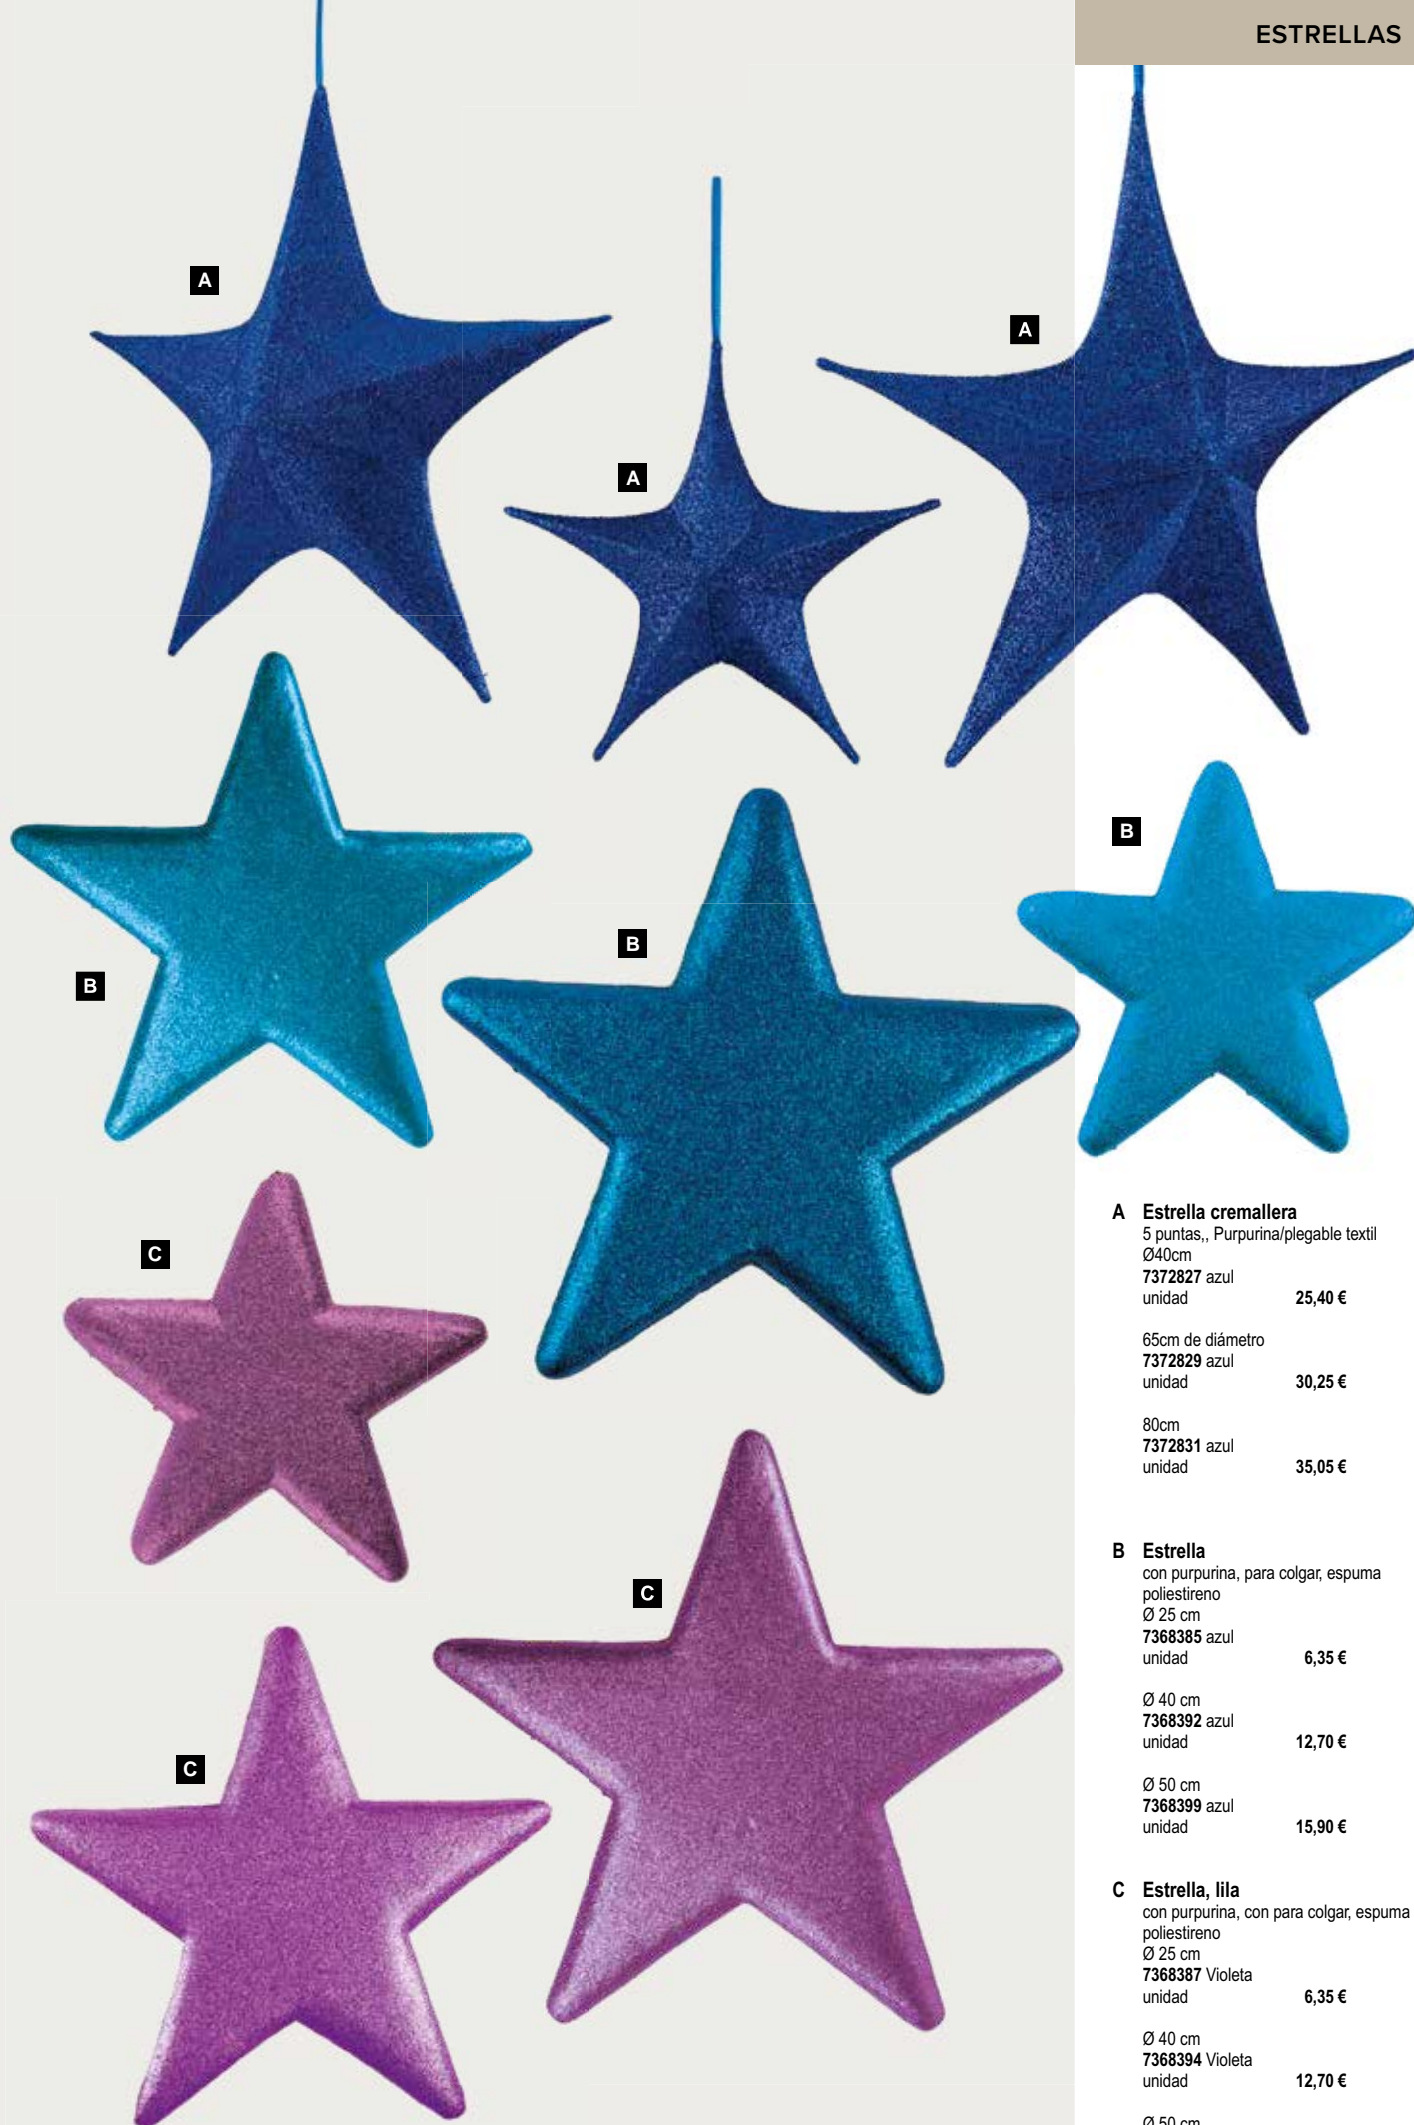 ESTRELLAS
A
A
A
B
B
B
C
C
C
A Estrella cremallera
5 puntas,, Purpurina/plegable textil
Ø40cm
7372827 azul
unidad 25,40 €
65cm de diámetro
7372829 azul
unidad 30,25 €
80cm
7372831 azul
unidad 35,05 €
B Estrella
con purpurina, para colgar, espuma
poliestireno
Ø 25 cm
7368385 azul
unidad 6,35 €
Ø 40 cm
7368392 azul
unidad 12,70 €
Ø 50 cm
7368399 azul
unidad 15,90 €
C Estrella, lila
con purpurina, con para colgar, espuma
poliestireno
Ø 25 cm
7368387 Violeta
unidad 6,35 €
Ø 40 cm
7368394 Violeta
unidad 12,70 €
Ø 50 cm